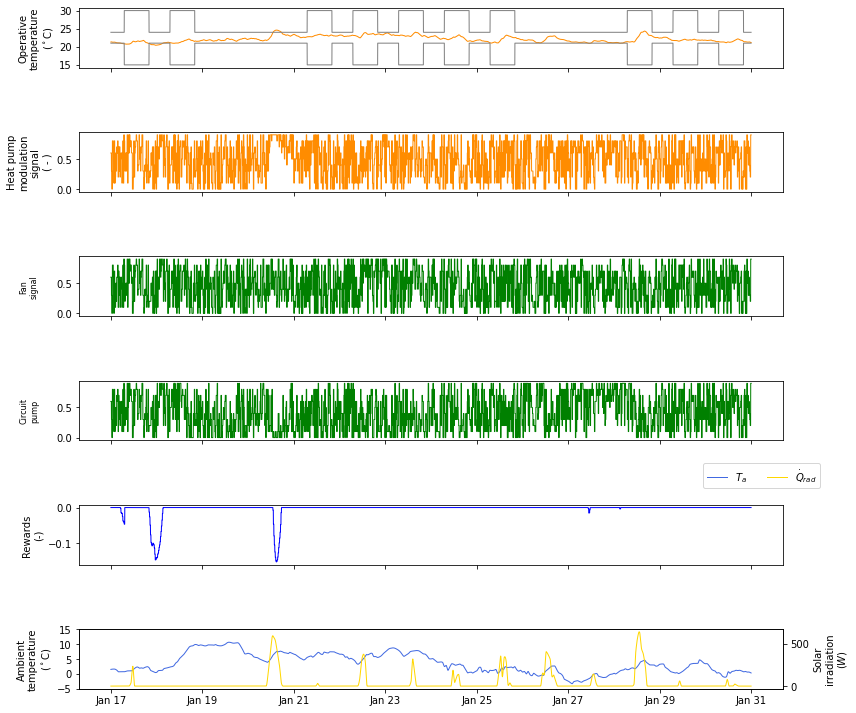 Operative
temperature
(°C)
30
25
20
15
Heat pump
modulation
signal
( - )
0.5
0.0
Fan
signal
0.5
0.0
Circuit
pump
0.5
0.0
T_a
Q̇_rad
Rewards
(-)
0.0
−0.1
Ambient
temperature
(°C)
15
10
5
0
−5
500
0
Solar
irradiation
(W)
Jan 17
Jan 19
Jan 21
Jan 23
Jan 25
Jan 27
Jan 29
Jan 31